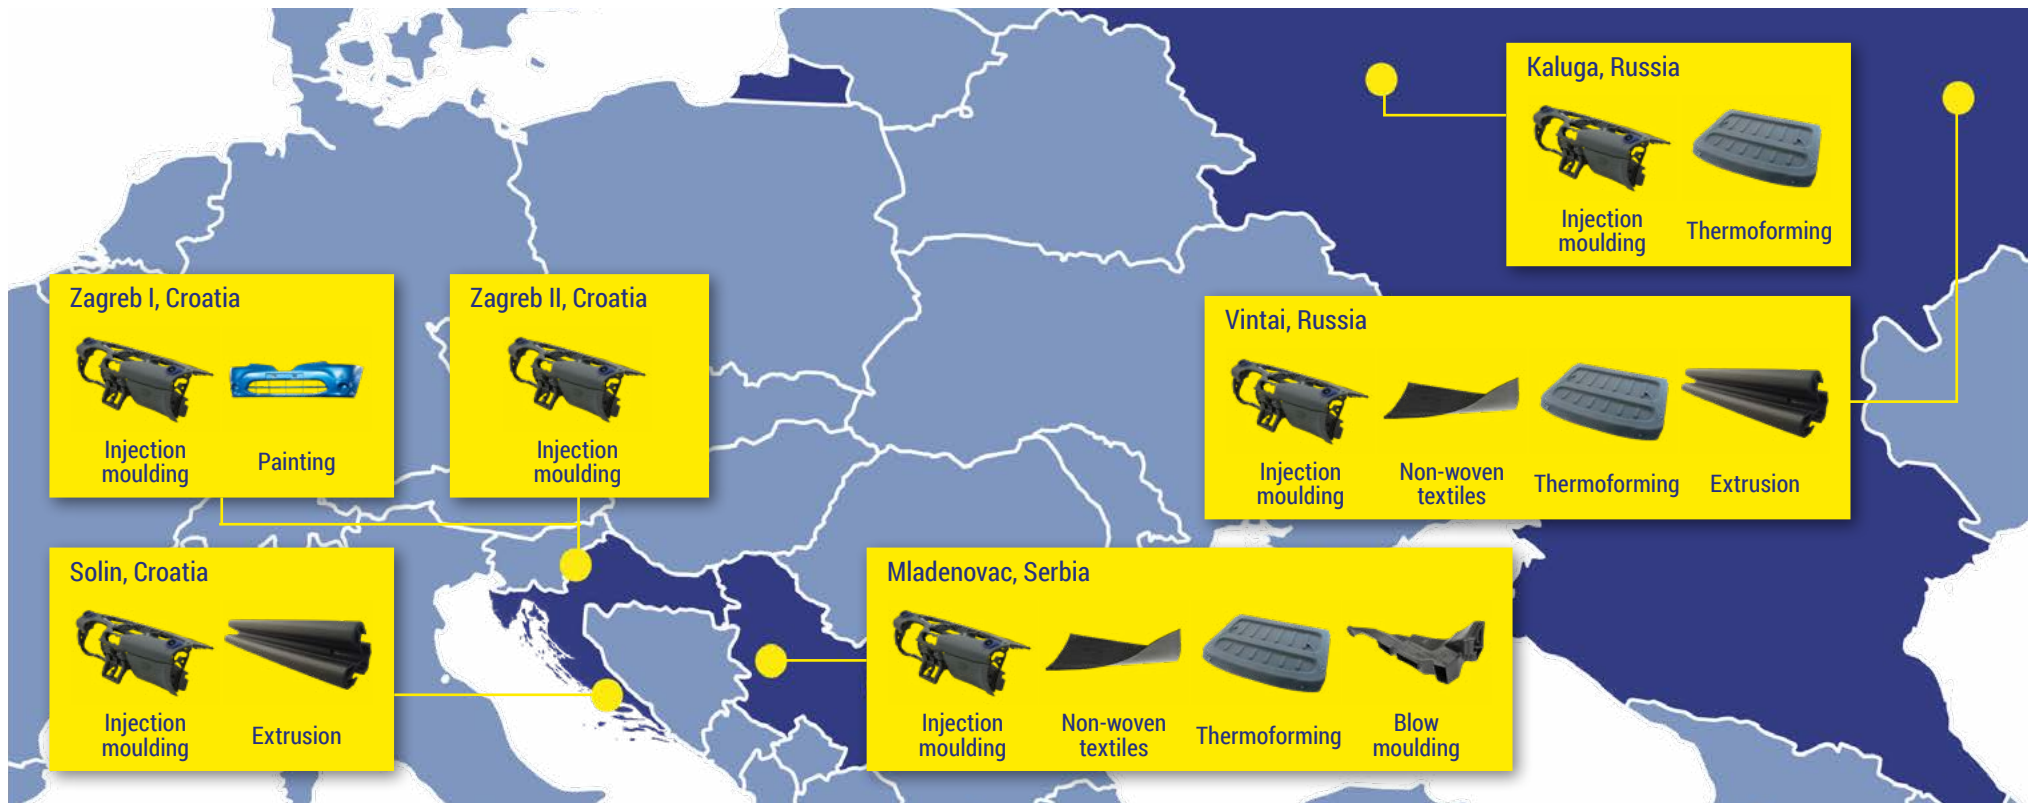 Kaluga, Russia
Injection
moulding
Thermoforming
Zagreb I, Croatia
Injection
moulding
Painting
Zagreb II, Croatia
Injection
moulding
Vintai, Russia
Injection
moulding
Non-woven
textiles
Thermoforming
Extrusion
Solin, Croatia
Injection
moulding
Extrusion
Mladenovac, Serbia
Injection
moulding
Non-woven
textiles
Thermoforming
Blow
moulding